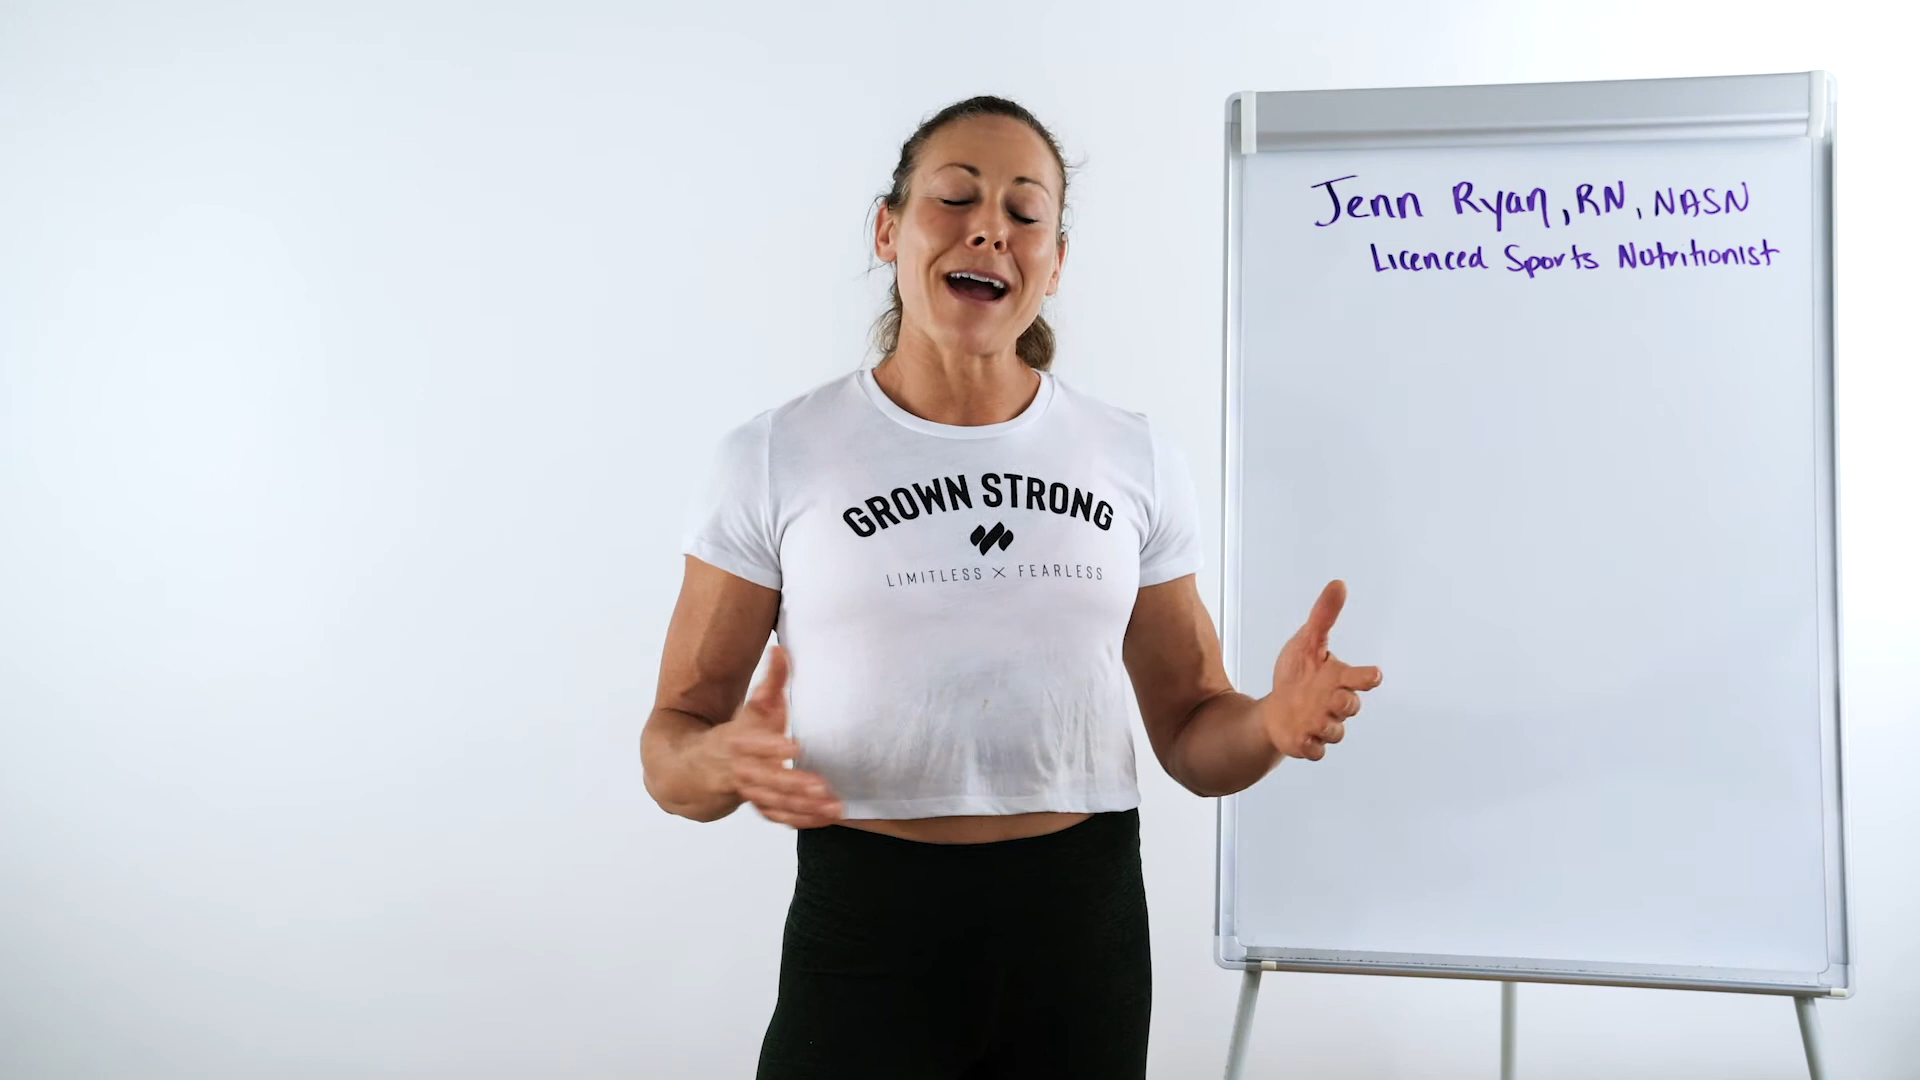 Jenn Ryan, RN, NASN
Licenced Sports Nutritionist
GROWN STRONG
LIMITLESS X FEARLESS